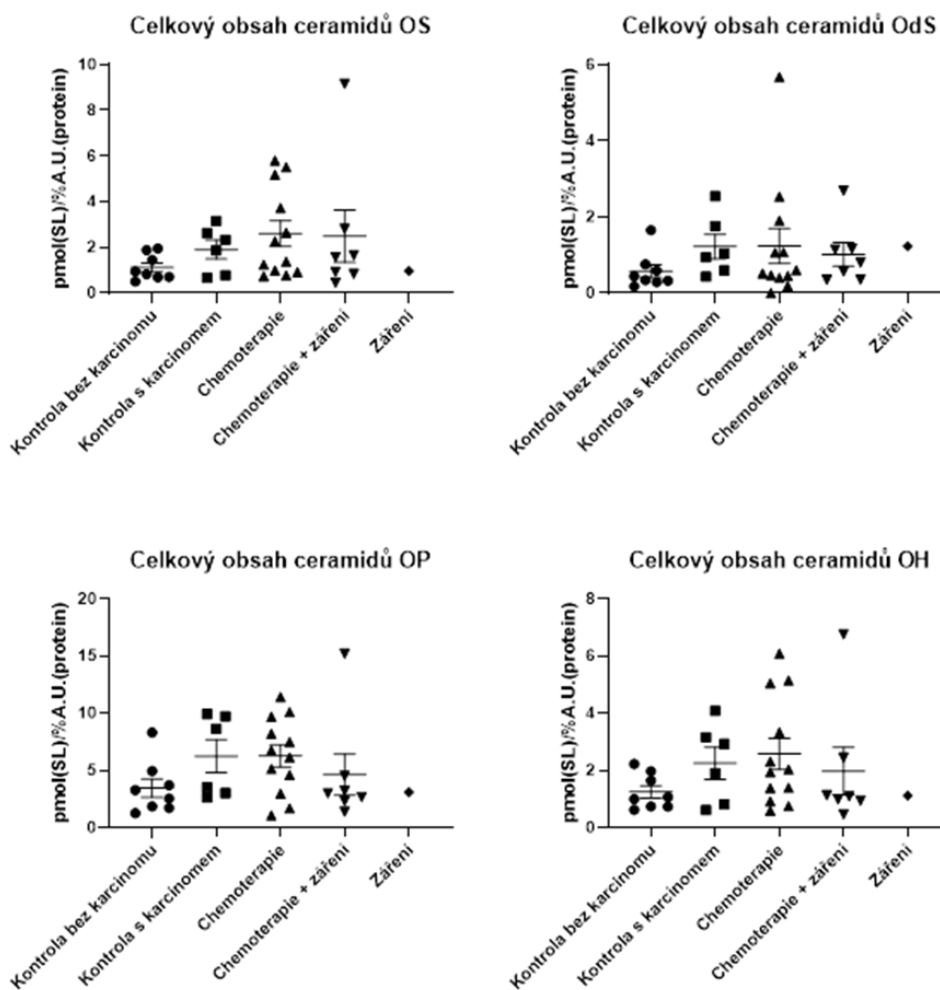 Celkový obsah ceramidů OS
pmol(SL)/%A.U.(protein)
10
8
6
4
2
0
Kontrola bez karcinomu
Kontrola s karcinomem
Chemoterapie
Chemoterapie + záření
Záření
Celkový obsah ceramidů OdS
pmol(SL)/%A.U.(protein)
6
4
2
0
Kontrola bez karcinomu
Kontrola s karcinomem
Chemoterapie
Chemoterapie + záření
Záření
Celkový obsah ceramidů OP
pmol(SL)/%A.U.(protein)
20
15
10
5
0
Kontrola bez karcinomu
Kontrola s karcinomem
Chemoterapie
Chemoterapie + záření
Záření
Celkový obsah ceramidů OH
pmol(SL)/%A.U.(protein)
8
6
4
2
0
Kontrola bez karcinomu
Kontrola s karcinomem
Chemoterapie
Chemoterapie + záření
Záření